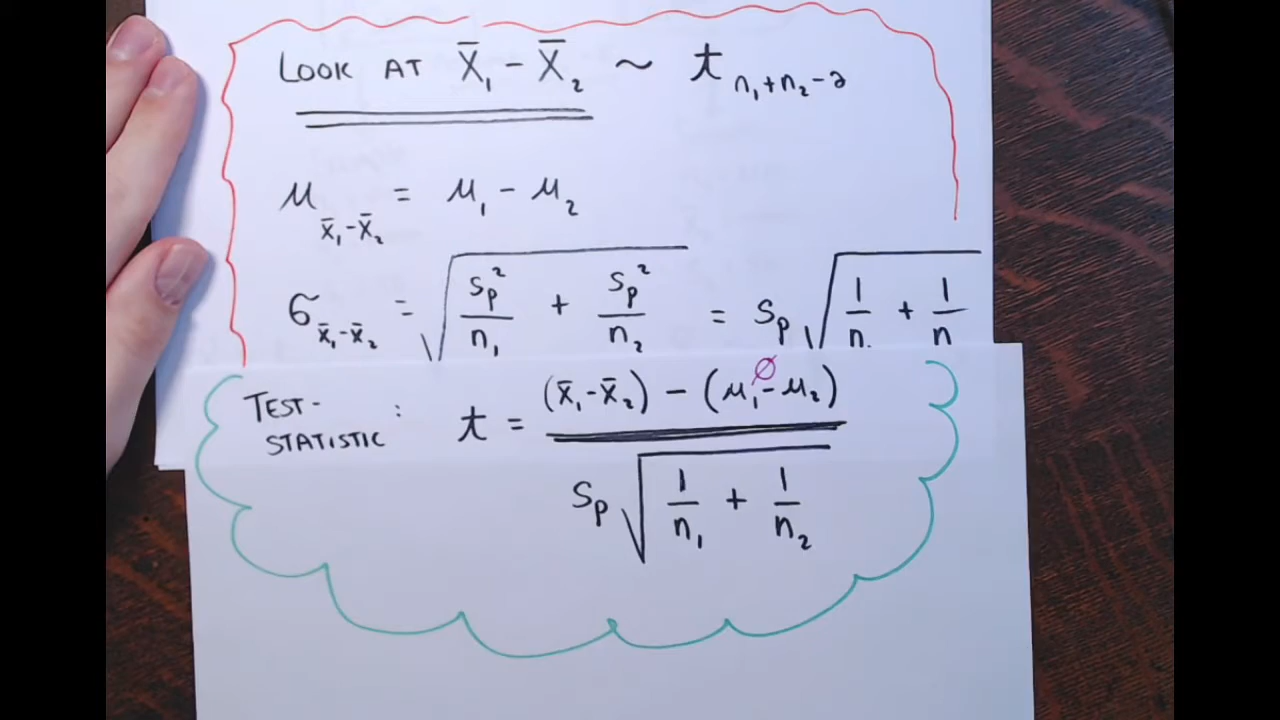 LOOK AT X̄₁ - X̄₂ ~ t n₁+n₂-2
μ x̄₁-x̄₂ = μ₁ - μ₂
σ x̄₁-x̄₂ = √(sₚ²/n₁ + sₚ²/n₂) = sₚ √(1/n + 1/n)
TEST-STATISTIC : t = ((x̄₁-x̄₂) - (μ₁-μ₂)) / (sₚ √(1/n₁ + 1/n₂))
∅